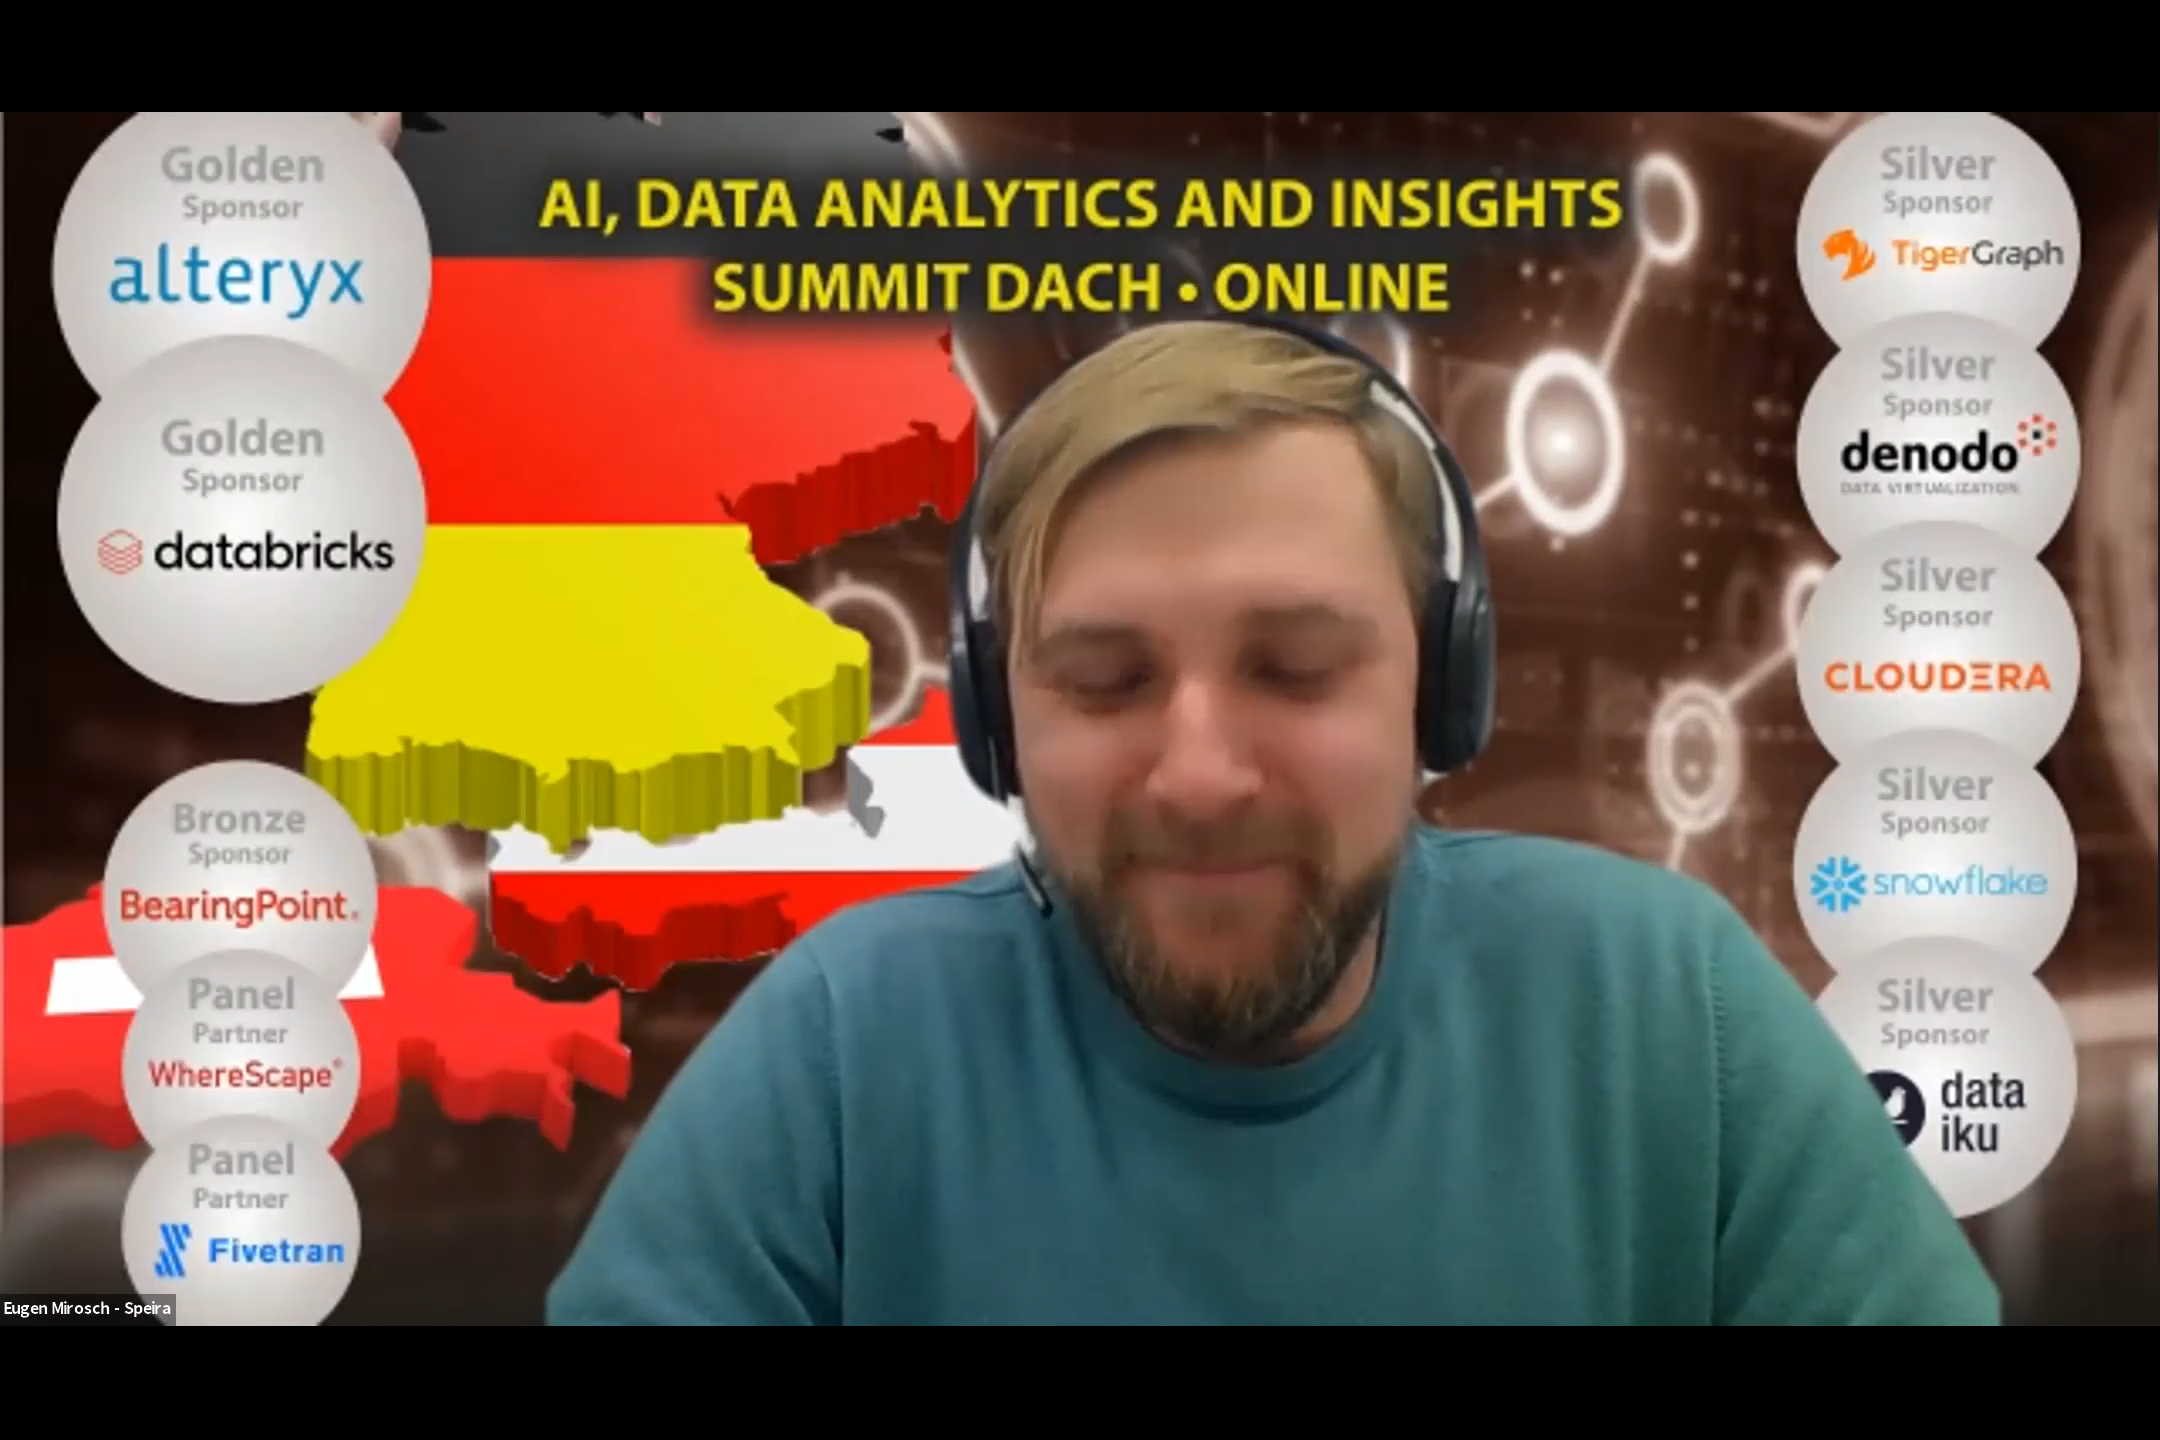 AI, DATA ANALYTICS AND INSIGHTS
SUMMIT DACH • ONLINE
Golden
Sponsor
alteryx
Golden
Sponsor
databricks
Bronze
Sponsor
BearingPoint®
Panel
Partner
WhereScape®
Panel
Partner
Fivetran
Silver
Sponsor
TigerGraph
Silver
Sponsor
denodo
DATA VIRTUALIZATION
Silver
Sponsor
CLOUDERA
Silver
Sponsor
snowflake
Silver
Sponsor
data
iku
Eugen Mirosch - Speira